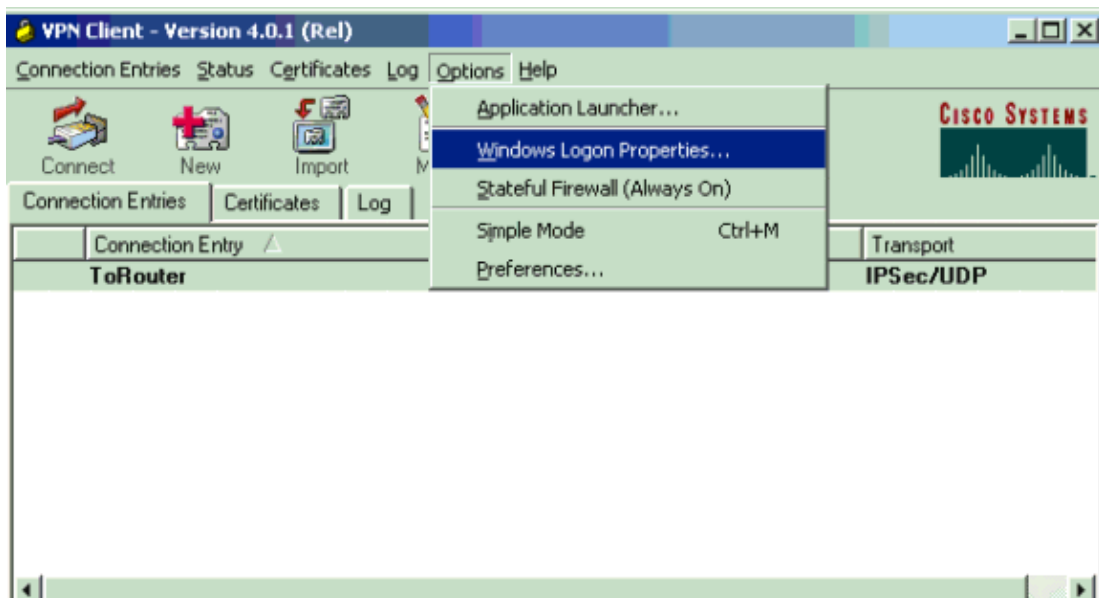 VPN Client - Version 4.0.1 (Rel)
Connection Entries Status Certificates Log Options Help
Application Launcher...
Windows Logon Properties...
Stateful Firewall (Always On)
Simple Mode Ctrl+M
Preferences...
CISCO SYSTEMS
Connect New Import M
Connection Entries Certificates Log
Connection Entry Transport
ToRouter IPSec/UDP